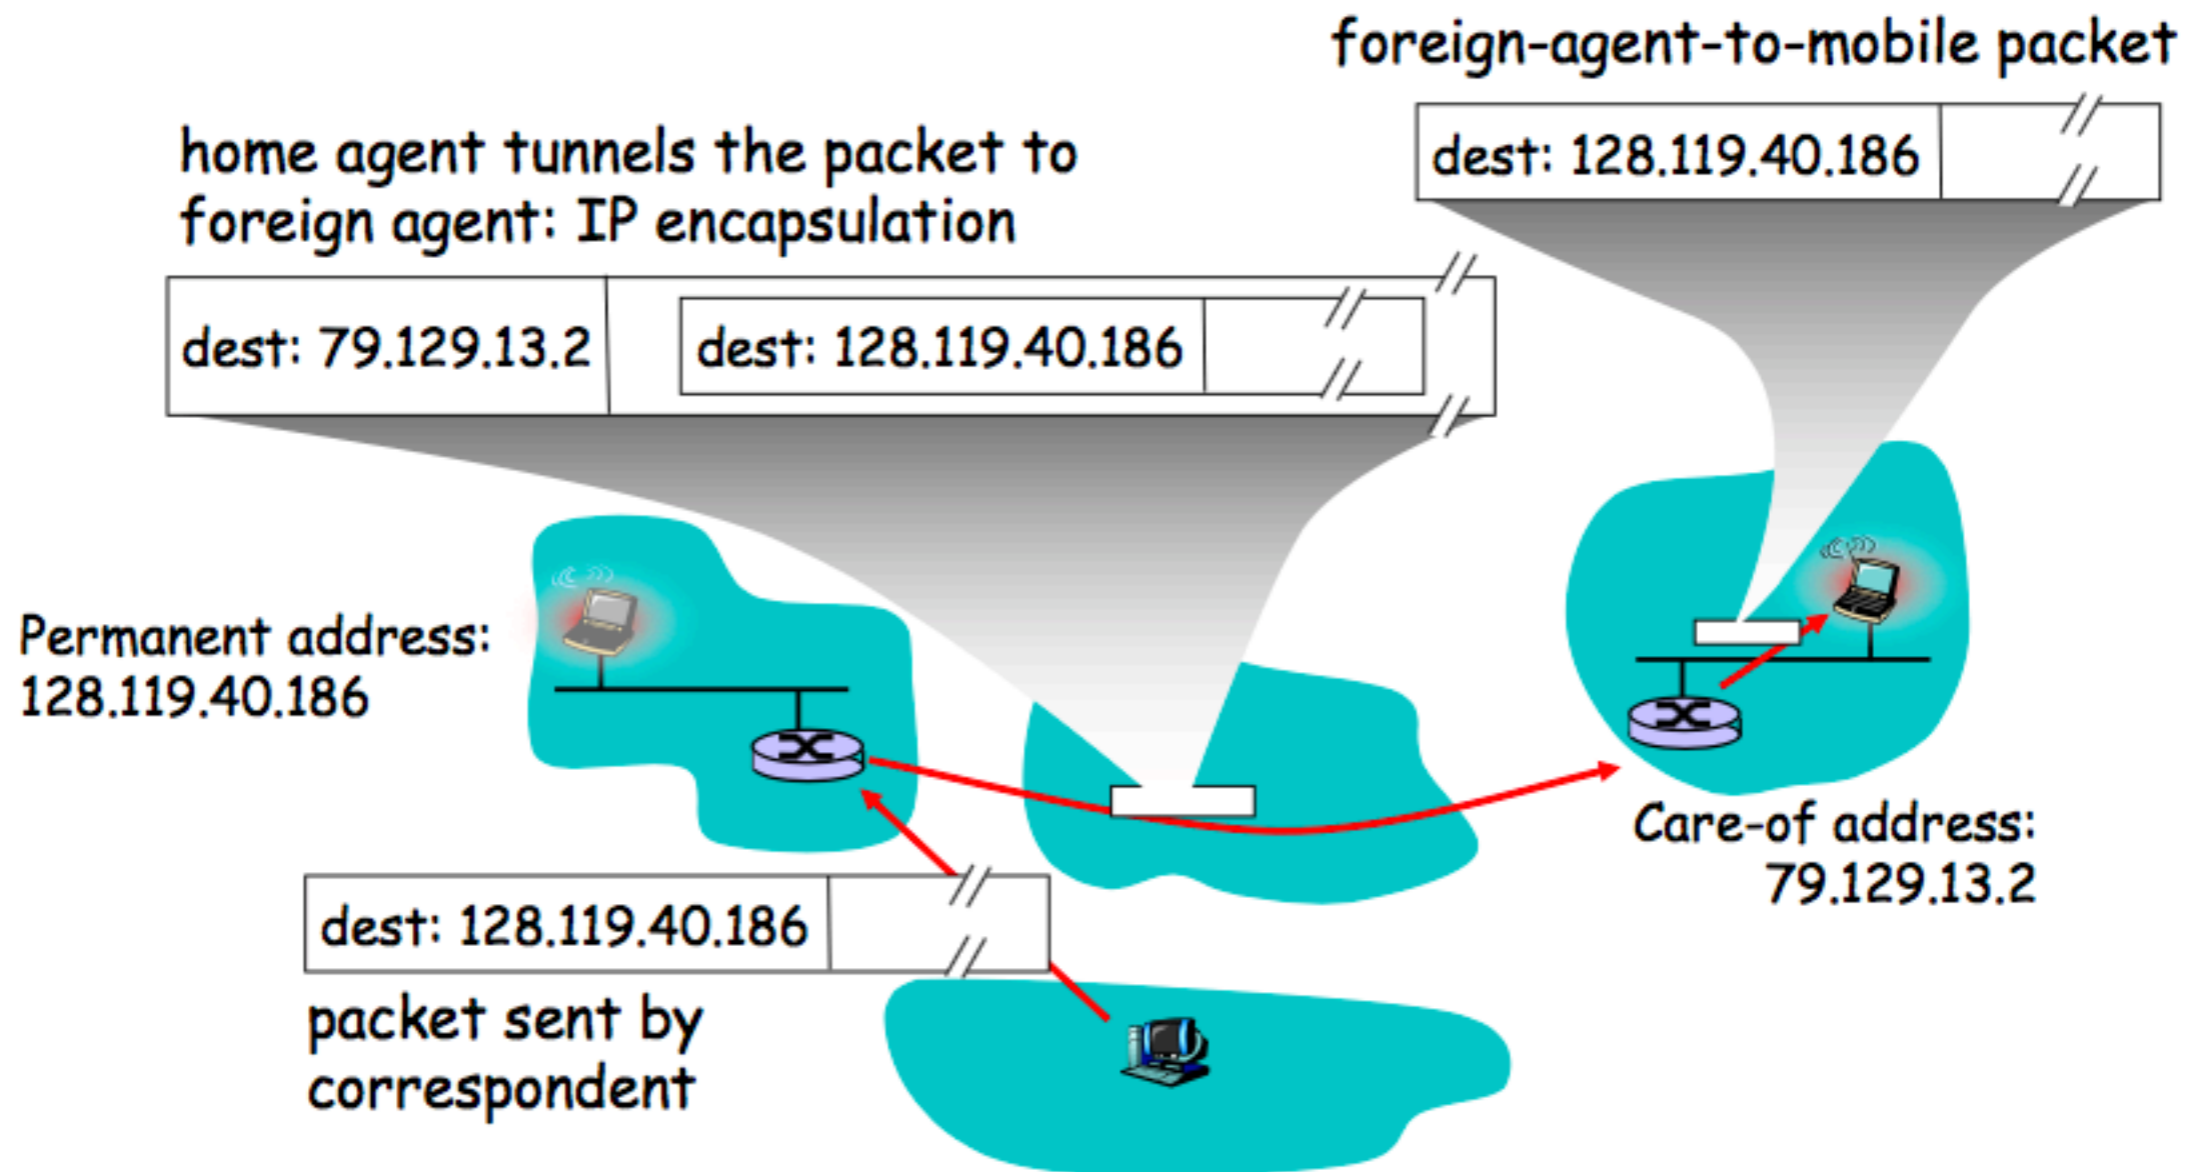 foreign-agent-to-mobile packet
dest: 128.119.40.186
home agent tunnels the packet to
foreign agent: IP encapsulation
dest: 79.129.13.2
dest: 128.119.40.186
Permanent address:
128.119.40.186
Care-of address:
79.129.13.2
dest: 128.119.40.186
packet sent by
correspondent